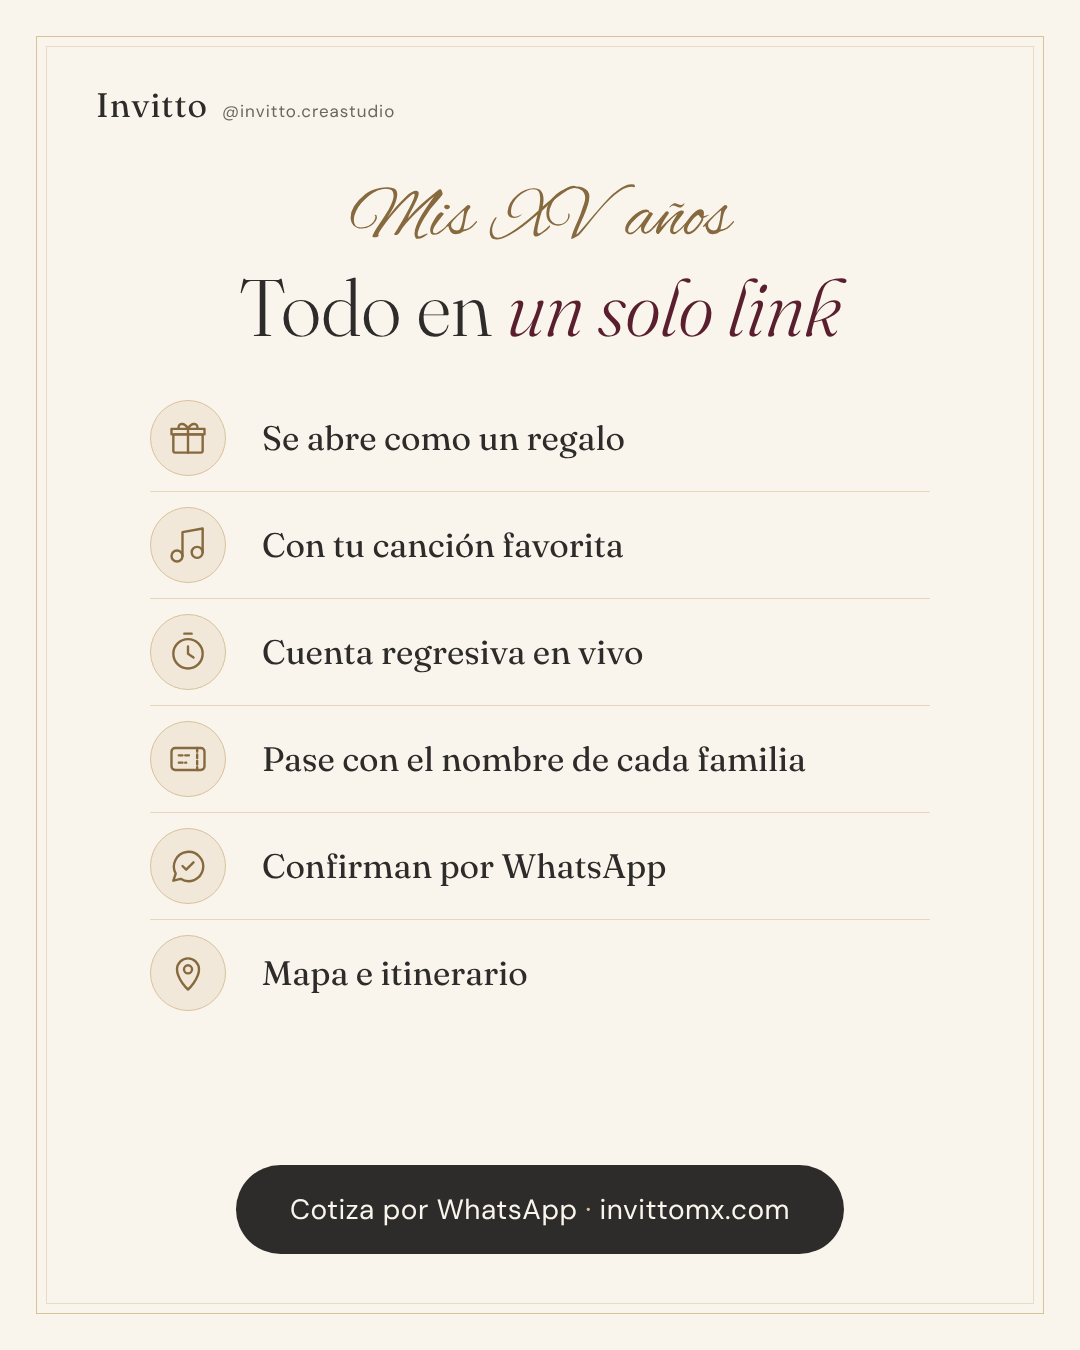 Invitto @invitto.creastudio
Mis XV años
Todo en un solo link
Se abre como un regalo
Con tu canción favorita
Cuenta regresiva en vivo
Pase con el nombre de cada familia
Confirman por WhatsApp
Mapa e itinerario
Cotiza por WhatsApp · invittomx.com